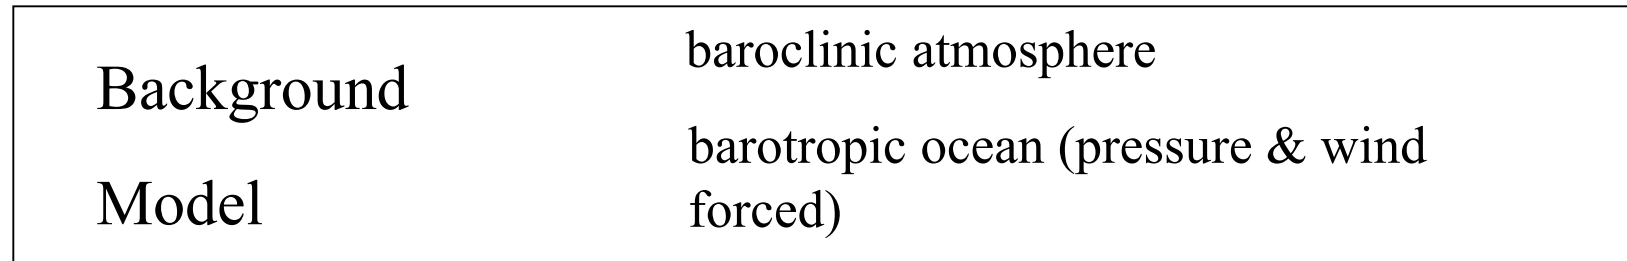 Background
Model
baroclinic atmosphere
barotropic ocean (pressure & wind
forced)